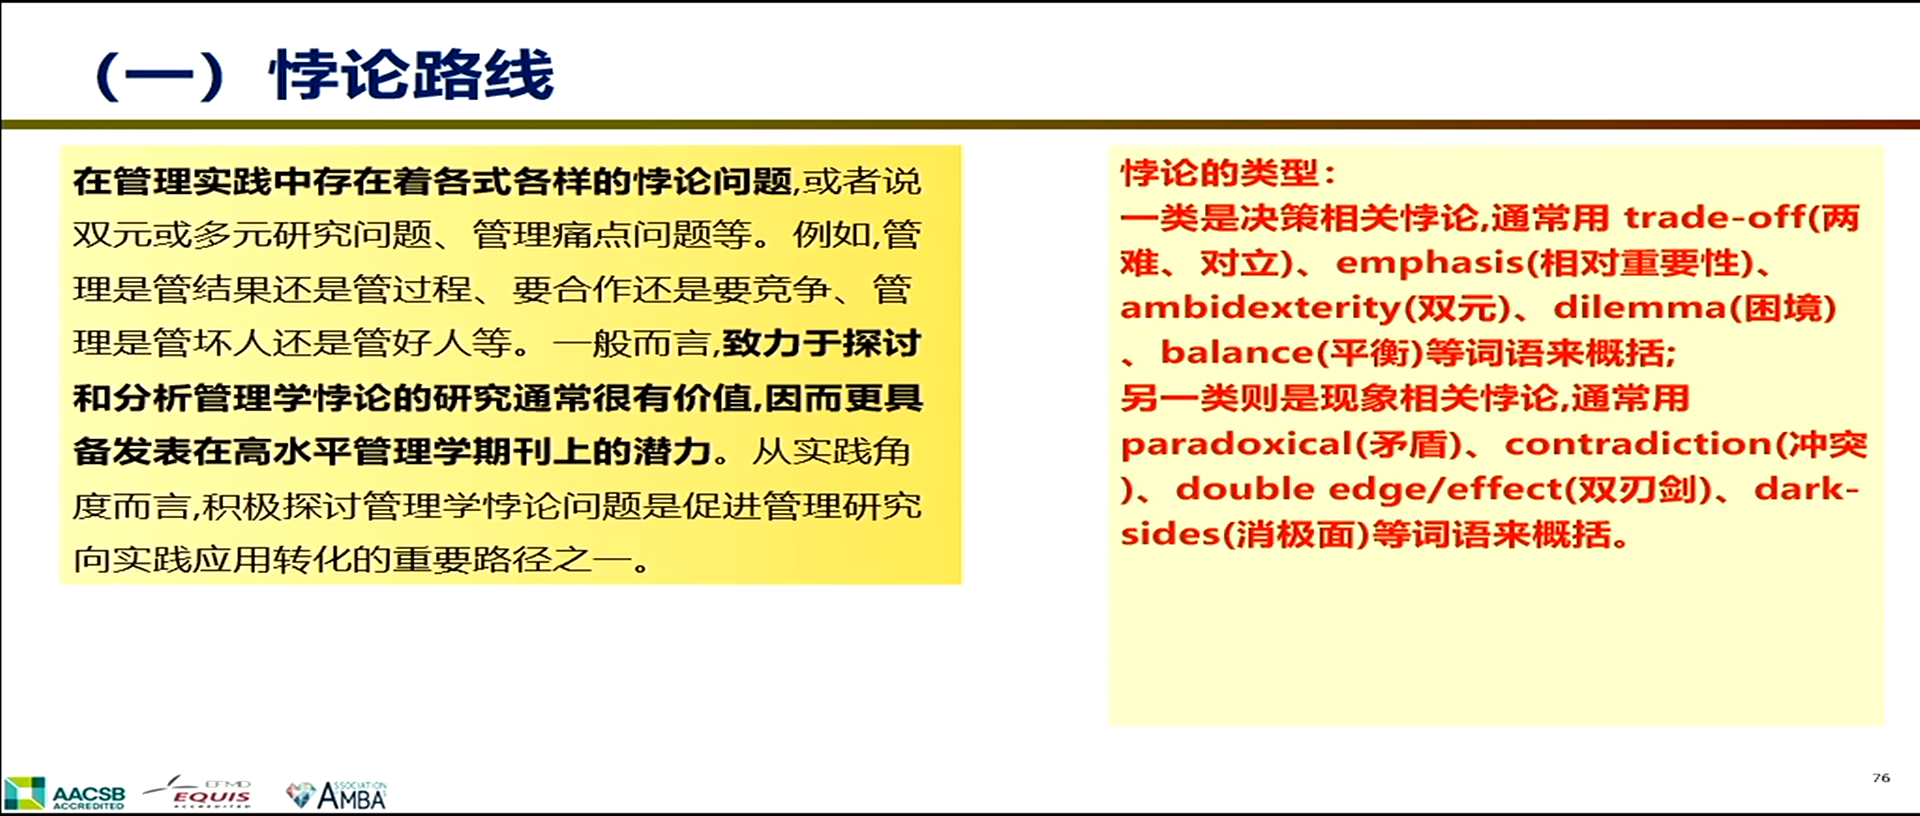 （一）悖论路线
在管理实践中存在着各式各样的悖论问题,或者说
双元或多元研究问题、管理痛点问题等。例如,管
理是管结果还是管过程、要合作还是要竞争、管
理是管坏人还是管好人等。一般而言,致力于探讨
和分析管理学悖论的研究通常很有价值,因而更具
备发表在高水平管理学期刊上的潜力。从实践角
度而言,积极探讨管理学悖论问题是促进管理研究
向实践应用转化的重要路径之一。
悖论的类型：
一类是决策相关悖论,通常用 trade-off(两
难、对立)、emphasis(相对重要性)、
ambidexterity(双元)、dilemma(困境)
、balance(平衡)等词语来概括;
另一类则是现象相关悖论,通常用
paradoxical(矛盾)、contradiction(冲突
)、double edge/effect(双刃剑)、dark-
sides(消极面)等词语来概括。
AACSB
ACCREDITED
EFMD
EQUIS
ACCREDITED
ASSOCIATION
AMBA
76